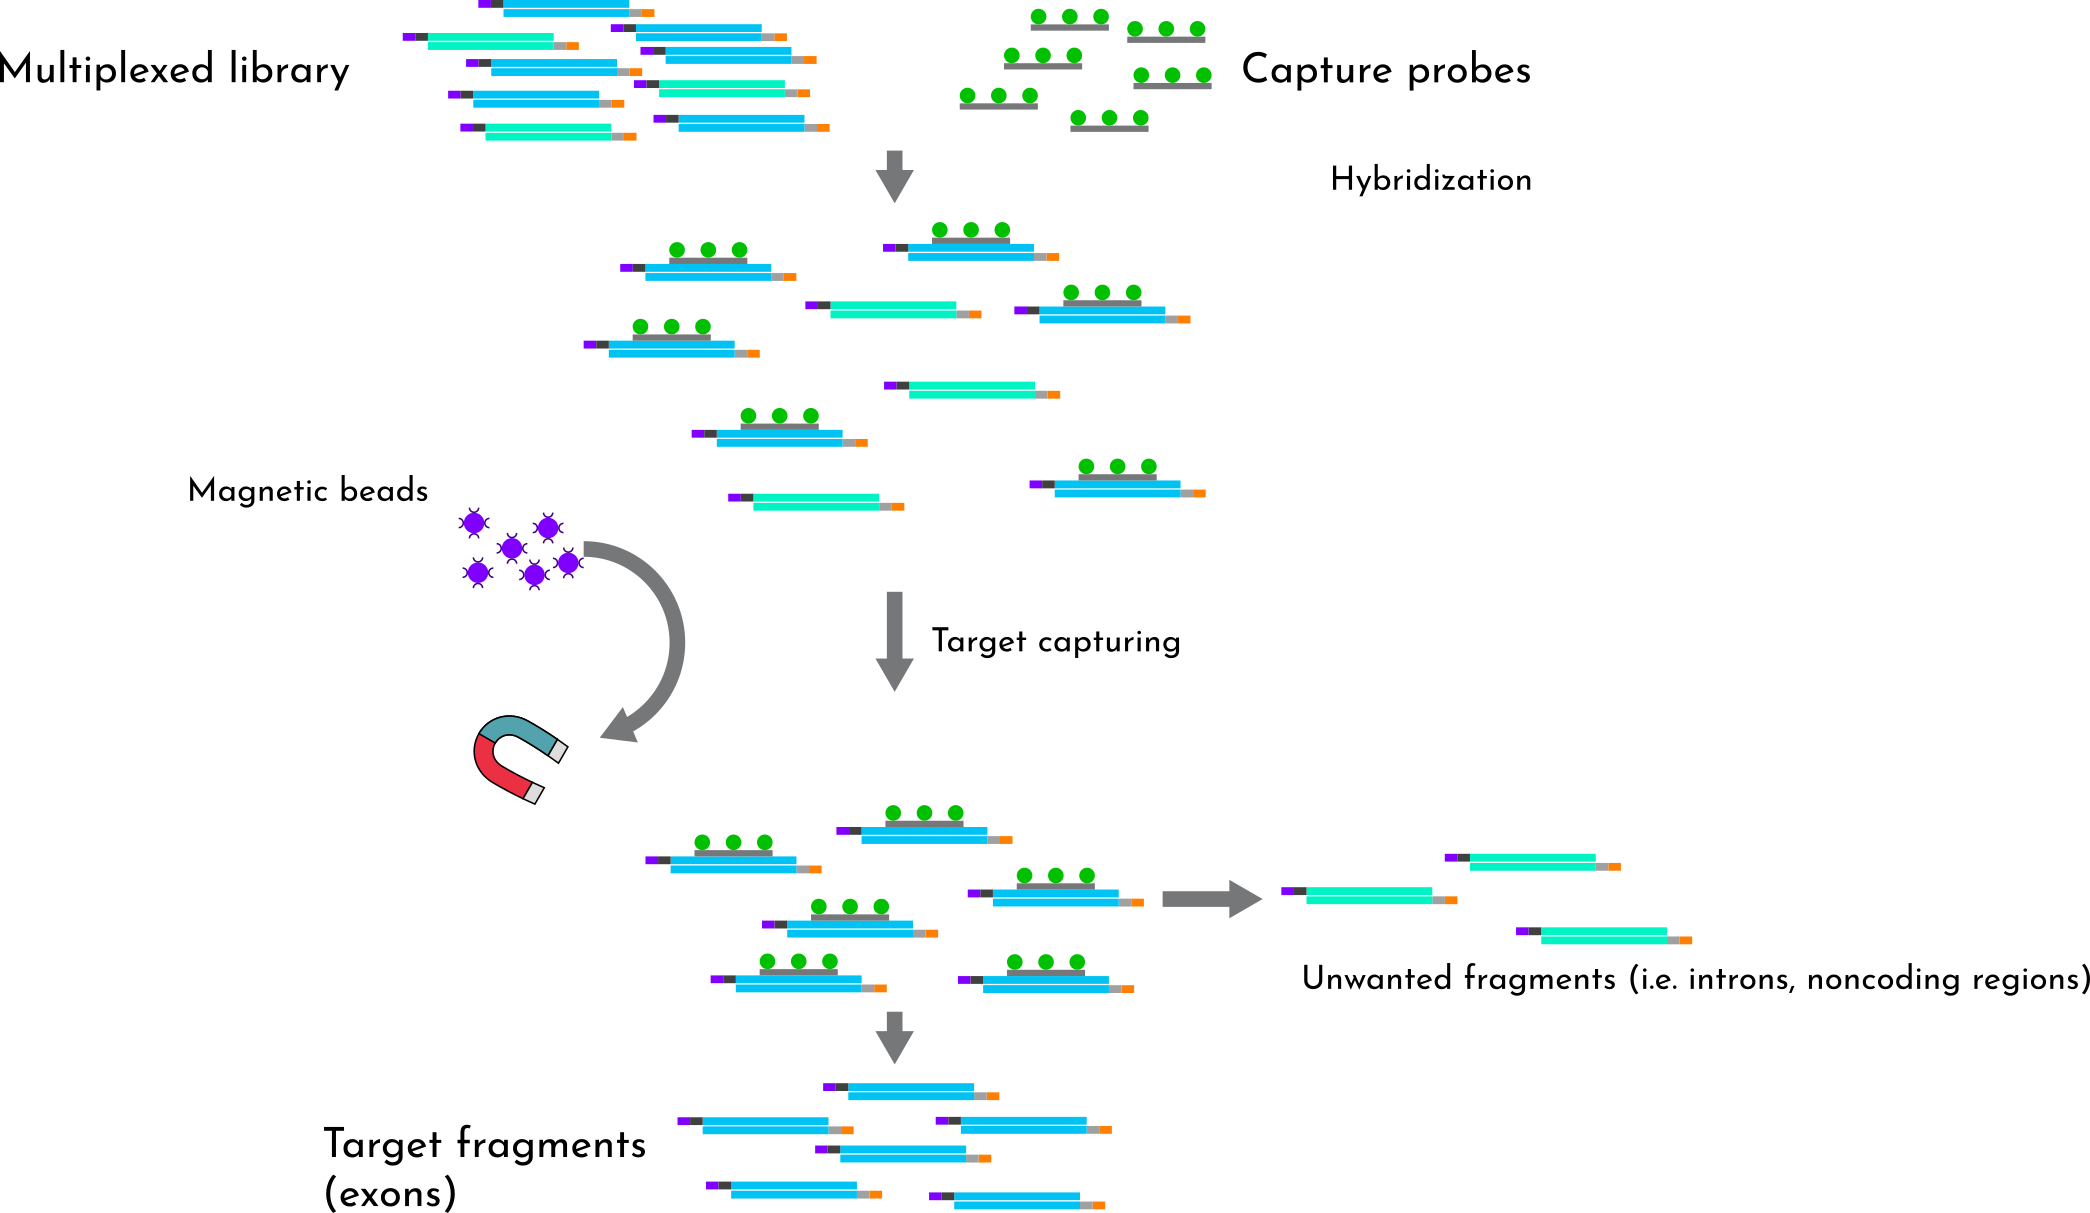 Multiplexed library
Capture probes
Hybridization
Magnetic beads
Target capturing
Unwanted fragments (i.e. introns, noncoding regions)
Target fragments
(exons)